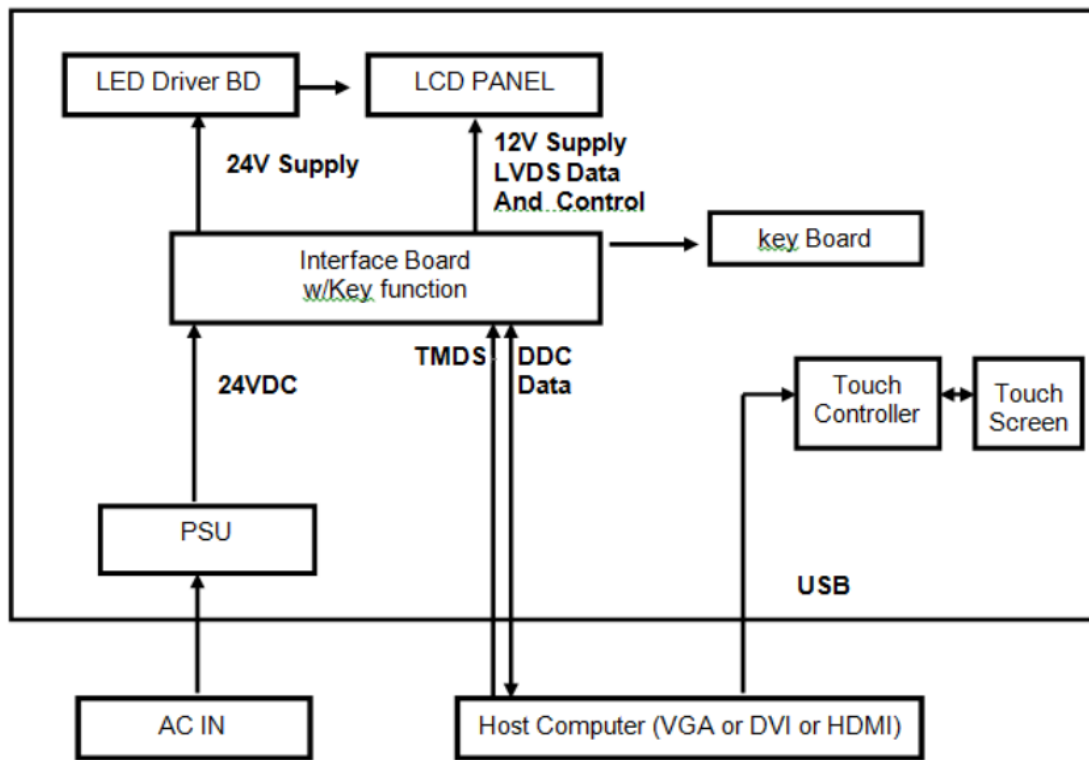 LED Driver BD
LCD PANEL
24V Supply
12V Supply
LVDS Data
And Control
Interface Board
w/Key function
key Board
TMDS
DDC
Data
24VDC
Touch
Controller
Touch
Screen
PSU
USB
AC IN
Host Computer (VGA or DVI or HDMI)